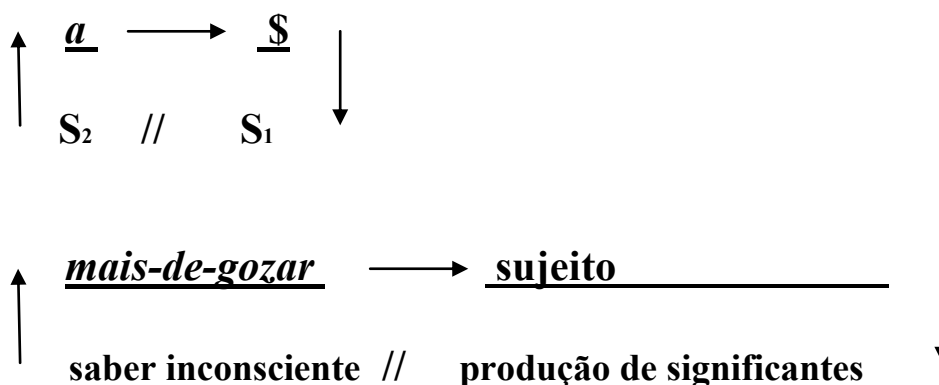 a $
S₂ // S₁
mais-de-gozar sujeito
saber inconsciente // produção de significantes